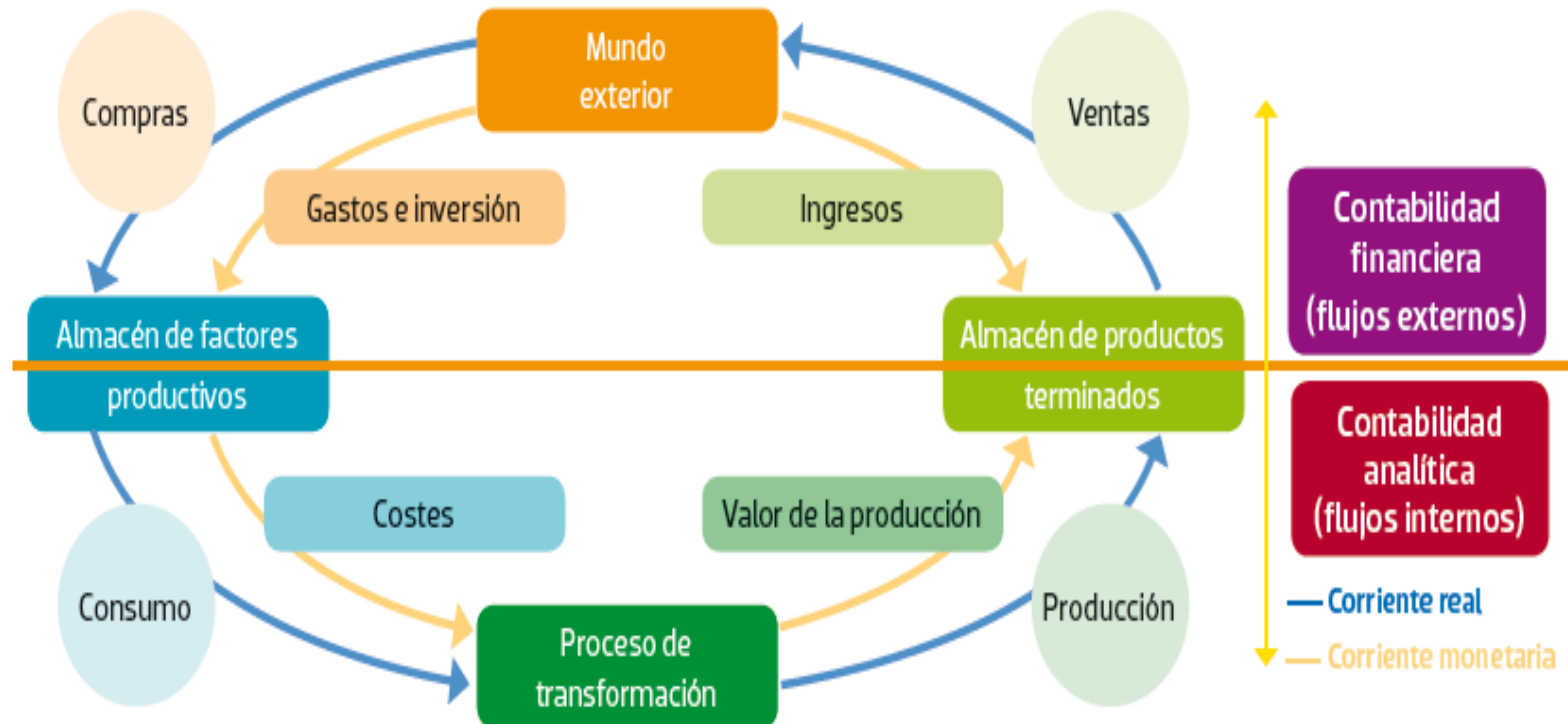 Mundo
exterior
Compras
Ventas
Gastos e inversión
Ingresos
Contabilidad
financiera
(flujos externos)
Almacén de factores
productivos
Almacén de productos
terminados
Contabilidad
analítica
(flujos internos)
Costes
Valor de la producción
Consumo
Producción
Proceso de
transformación
Corriente real
Corriente monetaria